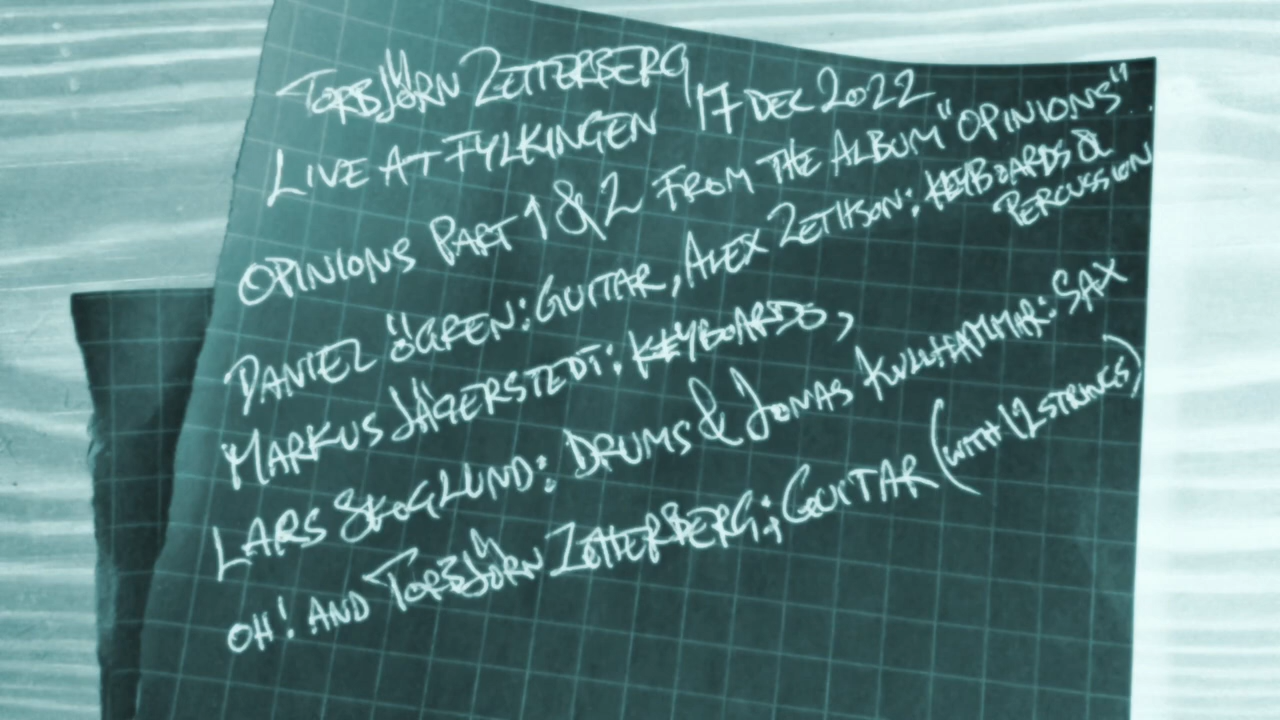 TORBJÖRN ZETTERBERG
LIVE AT FYLKINGEN 17 DEC 2022
OPINIONS PART 1 & 2 FROM THE ALBUM "OPINIONS"
DANIEL ÖGREN: GUITAR, ALEX ZETHSON: KEYBOARDS &
PERCUSSION
MARKUS JÄGERSTEDT: KEYBOARDS,
LARS SKOGLUND: DRUMS & JONAS KULLHAMMAR: SAX
OH! AND TORBJÖRN ZETTERBERG: GUITAR (WITH 12 STRINGS)